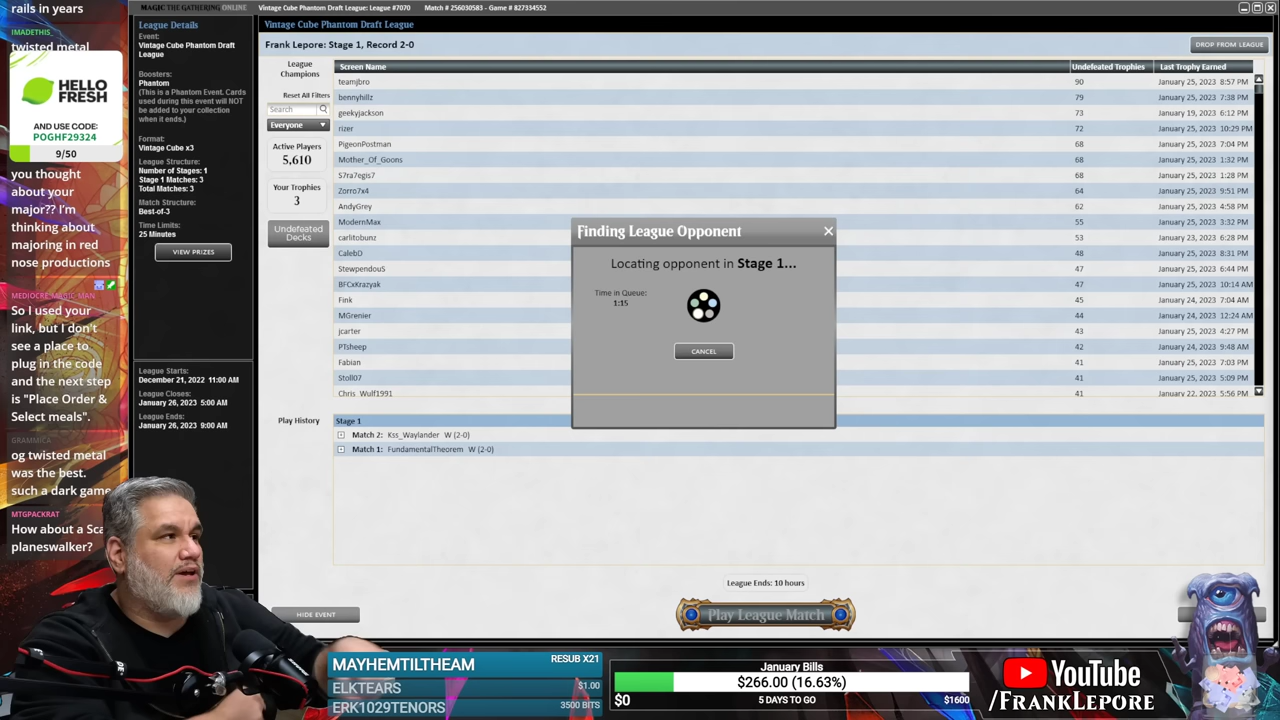 rails in years
IMADETHIS_
twisted metal
HELLO
FRESH
AND USE CODE:
POGHF29324
9/50
you thought
about your
major?? I'm
thinking about
majoring in red
nose productions
MEDIOCRE_MAGIC_MAN
So I used your
link, but I don't
see a place to
plug in the code
and the next step
is "Place Order &
Select meals".
GRAMMICA
og twisted metal
was the best.
such a dark game
MTGPACKRAT
How about a Sca
planeswalker?
MAGIC: THE GATHERING ONLINE
Vintage Cube Phantom Draft League: League #7070
Match # 256030583 - Game # 827334552
League Details
Event:
Vintage Cube Phantom Draft
League
Boosters:
Phantom
(This is a Phantom Event. Cards
used during this event will NOT
be added to your collection
when it ends.)
Format:
Vintage Cube x3
League Structure:
Number of Stages: 1
Stage 1 Matches: 3
Total Matches: 3
Match Structure:
Best-of-3
Time Limits:
25 Minutes
VIEW PRIZES
League Starts:
December 21, 2022 11:00 AM
League Closes:
January 26, 2023 5:00 AM
League Ends:
January 26, 2023 9:00 AM
Vintage Cube Phantom Draft League
Frank Lepore: Stage 1, Record 2-0
DROP FROM LEAGUE
League
Champions
Reset All Filters
Search
Everyone
Active Players
5,610
Your Trophies
3
Undefeated
Decks
Screen Name Undefeated Trophies Last Trophy Earned
teamjbro 90 January 25, 2023 8:57 PM
bennyhillz 79 January 25, 2023 7:38 PM
geekyjackson 73 January 19, 2023 6:12 PM
rizer 72 January 25, 2023 10:29 PM
PigeonPostman 68 January 25, 2023 7:04 PM
Mother_Of_Goons 68 January 25, 2023 1:32 PM
S7ra7egis7 68 January 25, 2023 1:28 PM
Zorro7x4 64 January 25, 2023 9:51 PM
AndyGrey 62 January 25, 2023 4:58 PM
ModernMax 55 January 25, 2023 3:32 PM
carlitobunz 53 January 23, 2023 6:28 PM
CalebD 48 January 25, 2023 8:31 PM
StewpendouS 47 January 25, 2023 6:44 PM
BFCxKrazyak 47 January 25, 2023 10:14 AM
Fink 45 January 24, 2023 7:04 AM
MGrenier 44 January 24, 2023 12:24 AM
jcarter 43 January 25, 2023 4:27 PM
PTsheep 42 January 24, 2023 9:48 AM
Fabian 41 January 25, 2023 7:03 PM
Stoll07 41 January 25, 2023 5:09 PM
Chris_Wulf1991 41 January 22, 2023 5:56 PM
Finding League Opponent
Locating opponent in Stage 1...
Time in Queue:
1:15
CANCEL
Play History
Stage 1
Match 2: Kss_Waylander W (2-0)
Match 1: FundamentalTheorem W (2-0)
League Ends: 10 hours
HIDE EVENT
Play League Match
MAYHEMTILTHEAM RESUB X21
ELKTEARS $1.00
ERK1029TENORS 3500 BITS
January Bills
$266.00 (16.63%)
$0 5 DAYS TO GO $1600
YouTube
/FRANKLEPORE